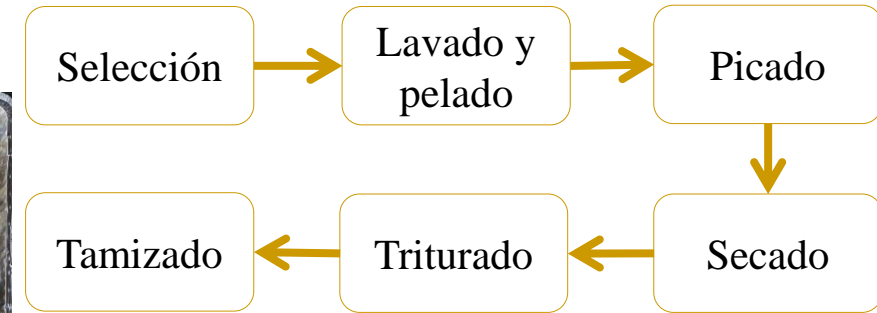 Selección
Lavado y
pelado
Picado
Secado
Triturado
Tamizado